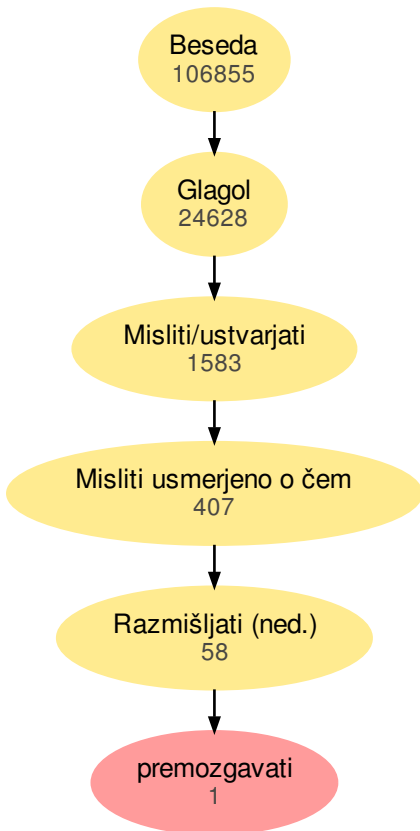 Beseda
106855
Glagol
24628
Misliti/ustvarjati
1583
Misliti usmerjeno o čem
407
Razmišljati (ned.)
58
premozgavati
1